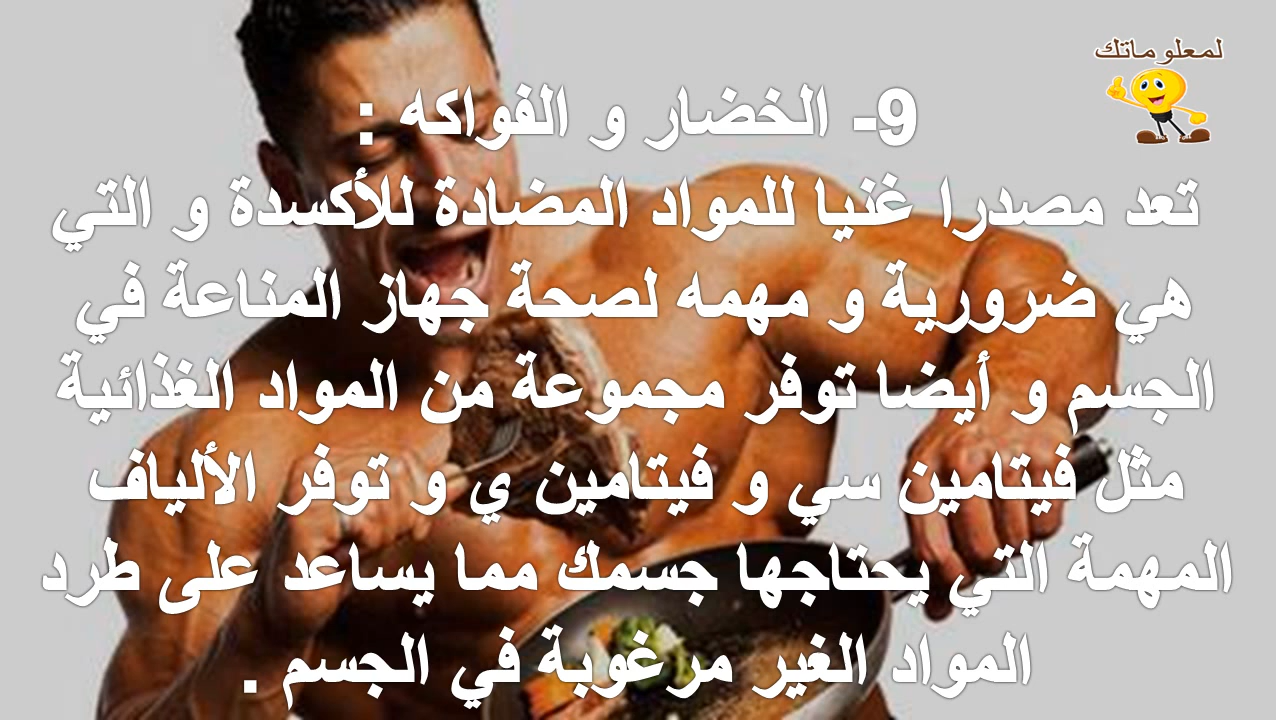 لمعلوماتك
9- الخضار و الفواكه :
تعد مصدرا غنيا للمواد المضادة للأكسدة و التي
هي ضرورية و مهمه لصحة جهاز المناعة في
الجسم و أيضا توفر مجموعة من المواد الغذائية
مثل فيتامين سي و فيتامين ي و توفر الألياف
المهمة التي يحتاجها جسمك مما يساعد على طرد
المواد الغير مرغوبة في الجسم .